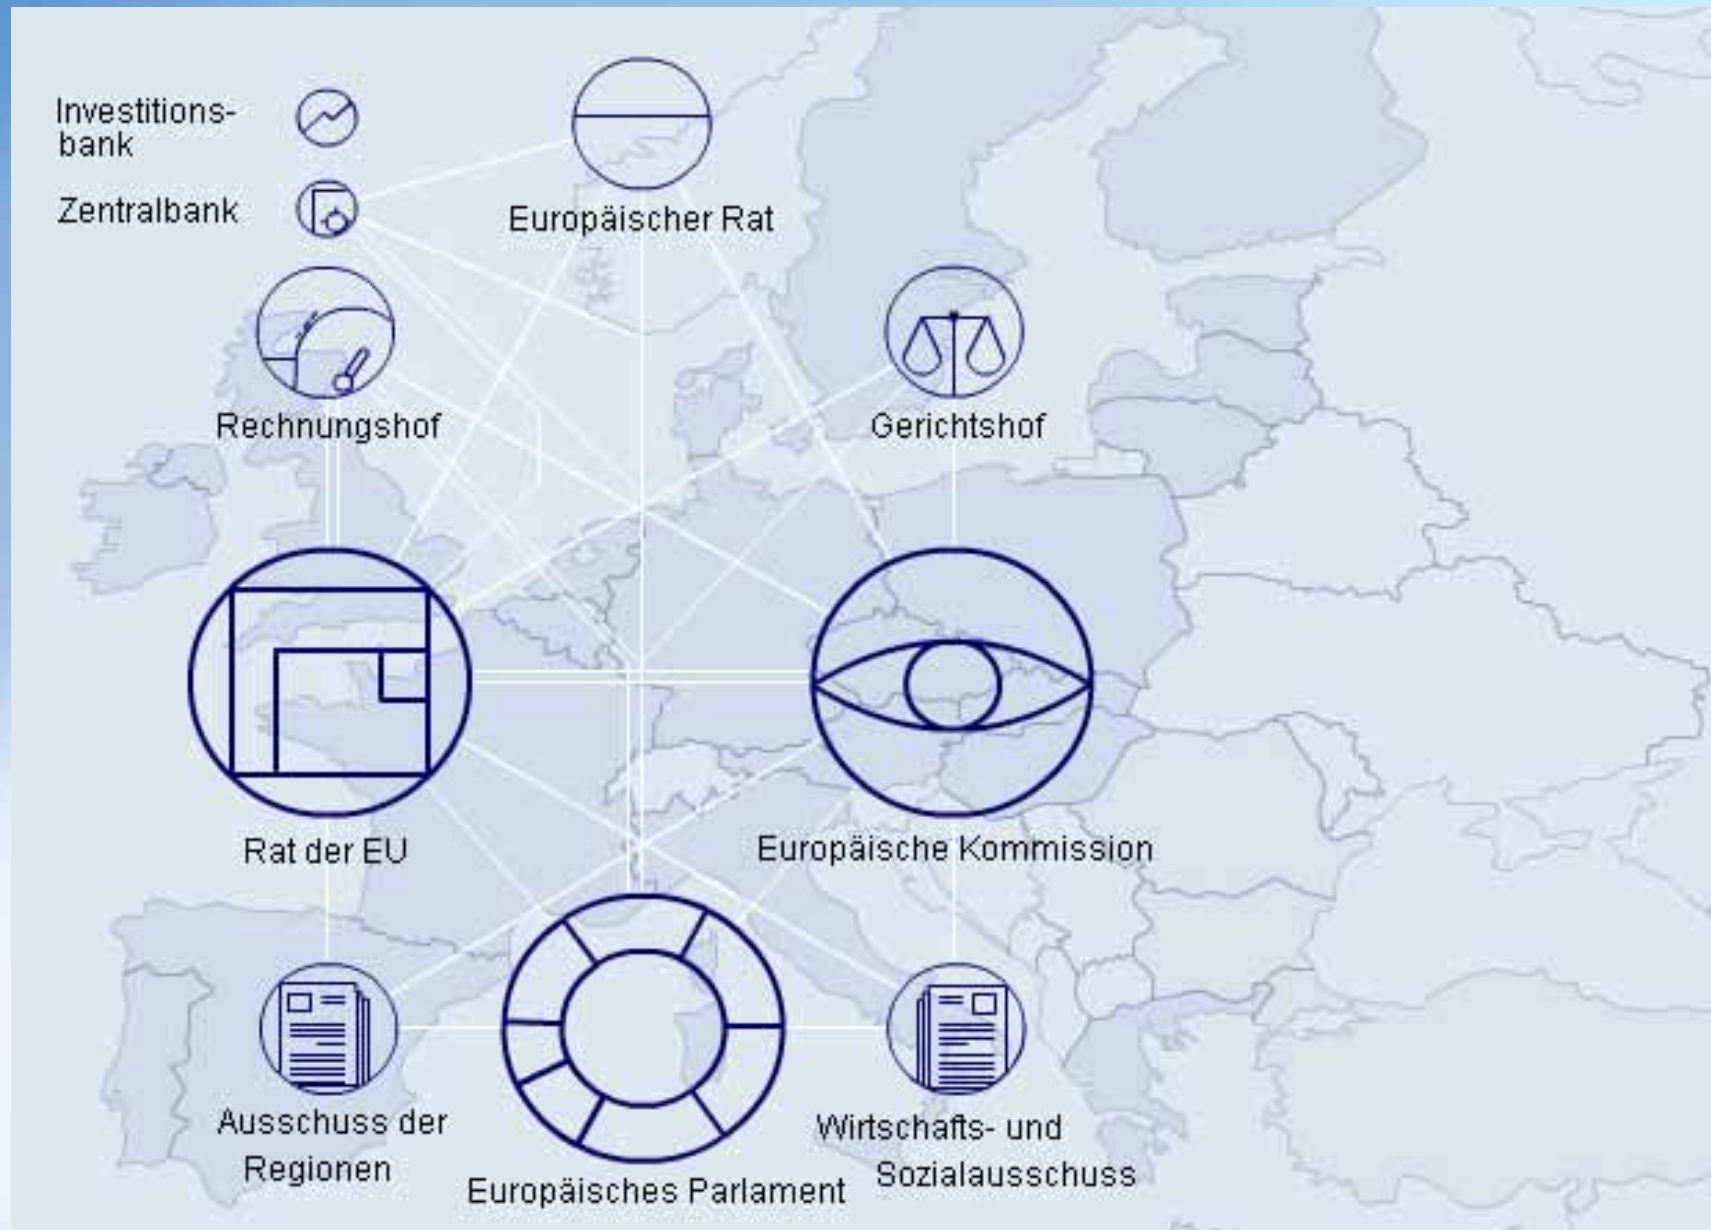 Investitions-
bank
Zentralbank
Europäischer Rat
Rechnungshof
Gerichtshof
Rat der EU
Europäische Kommission
Ausschuss der
Regionen
Europäisches Parlament
Wirtschafts- und
Sozialausschuss